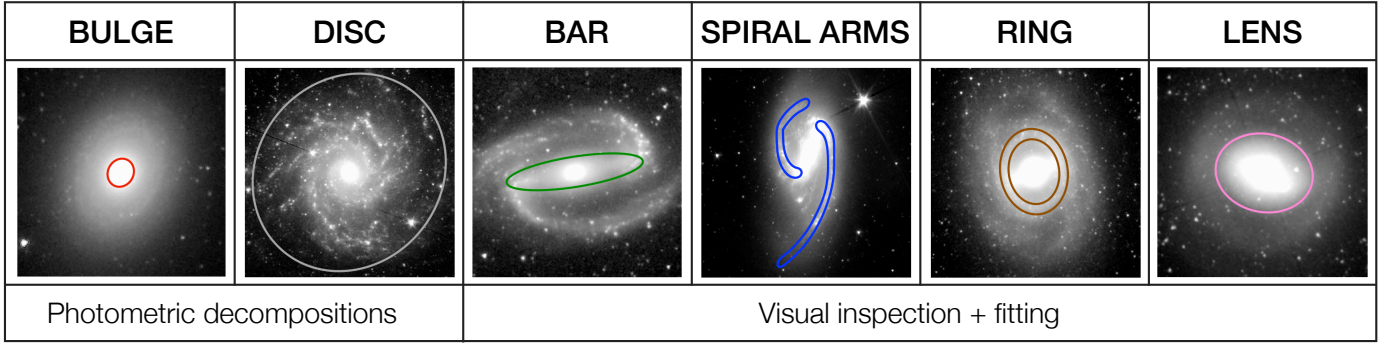 BULGE
DISC
BAR
SPIRAL ARMS
RING
LENS
Photometric decompositions
Visual inspection + fitting